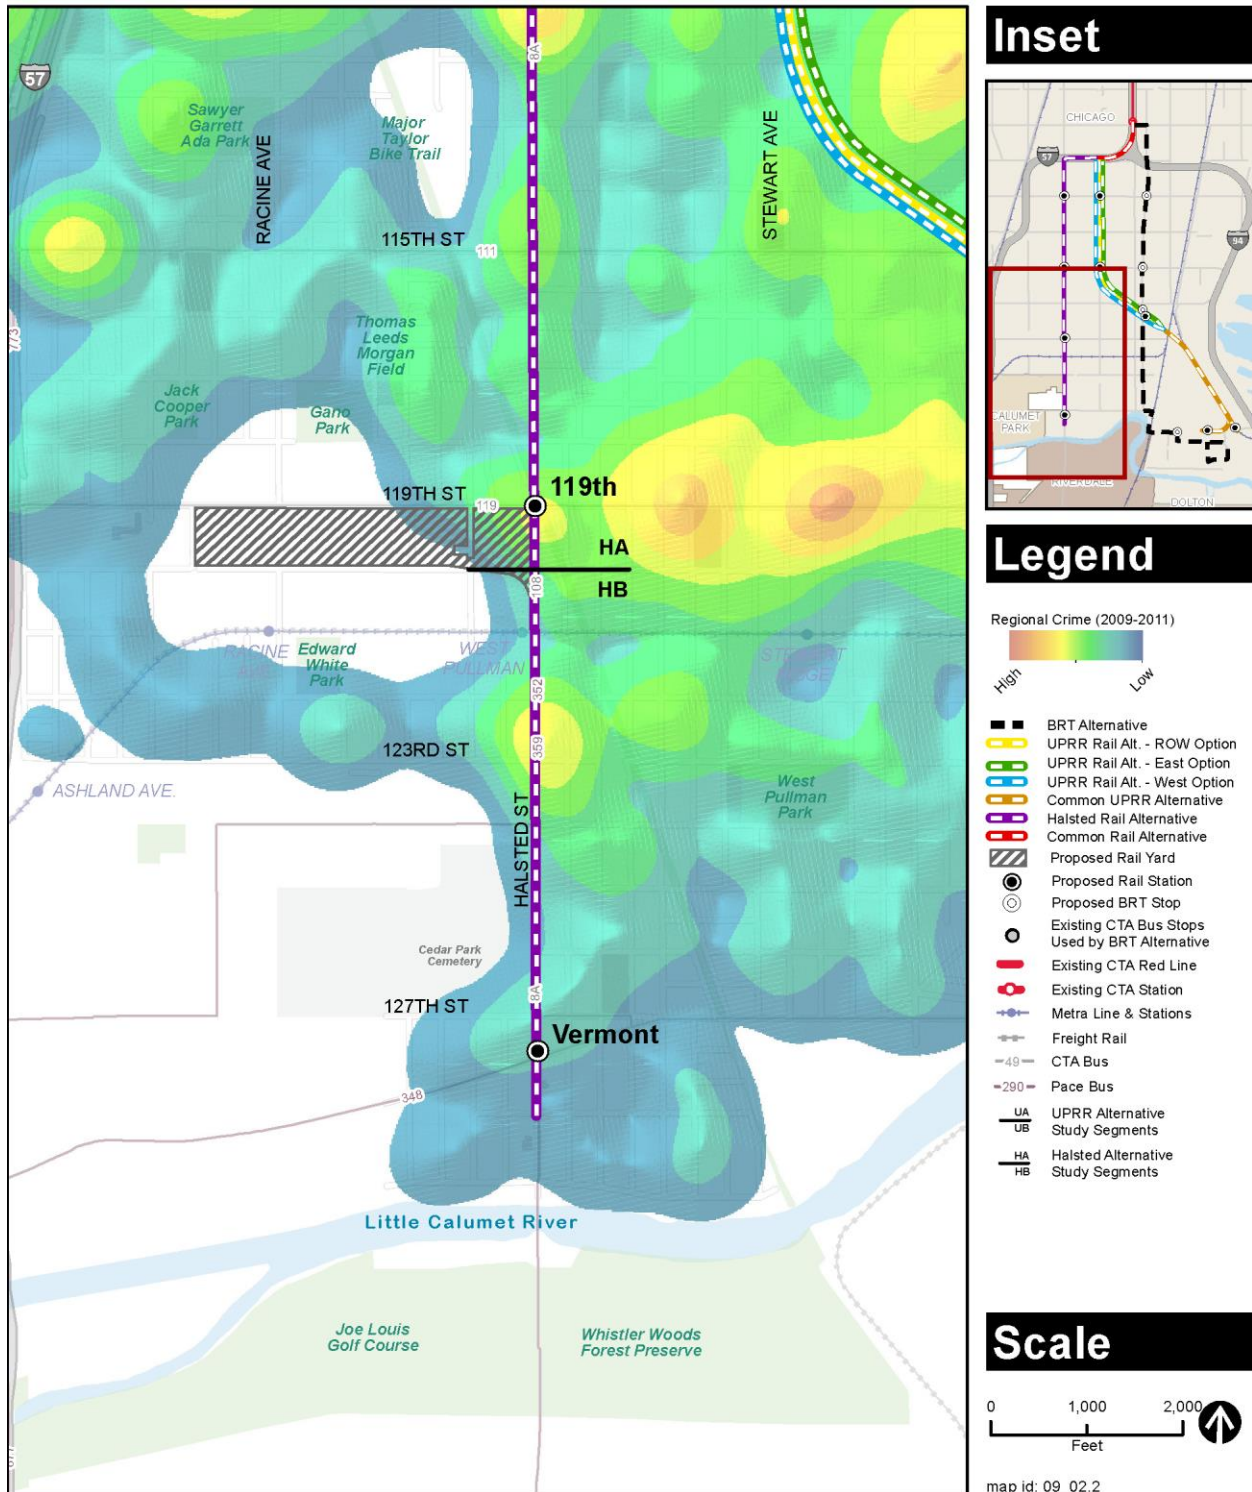 57
Sawyer
Garrett
Ada Park
Major
Taylor
Bike Trail
RACINE AVE
STEWART AVE
8A
115TH ST
111
Thomas
Leeds
Morgan
Field
Jack
Cooper
Park
Gano
Park
119TH ST
119
119th
HA
HB
108
RACINE
Edward
White
Park
WEST
PULLMAN
352
359
123RD ST
ASHLAND AVE.
HALSTED ST
West
Pullman
Park
Cedar Park
Cemetery
127TH ST
8A
Vermont
348
Little Calumet River
Joe Louis
Golf Course
Whistler Woods
Forest Preserve
Inset
CHICAGO
57
94
CALUMET
PARK
RIVERDALE
DOLTON
Legend
Regional Crime (2009-2011)
High
Low
BRT Alternative
UPRR Rail Alt. - ROW Option
UPRR Rail Alt. - East Option
UPRR Rail Alt. - West Option
Common UPRR Alternative
Halsted Rail Alternative
Common Rail Alternative
Proposed Rail Yard
Proposed Rail Station
Proposed BRT Stop
Existing CTA Bus Stops
Used by BRT Alternative
Existing CTA Red Line
Existing CTA Station
Metra Line & Stations
Freight Rail
49 CTA Bus
290 Pace Bus
UA
UB
UPRR Alternative
Study Segments
HA
HB
Halsted Alternative
Study Segments
Scale
0 1,000 2,000
Feet
map id: 09_02.2